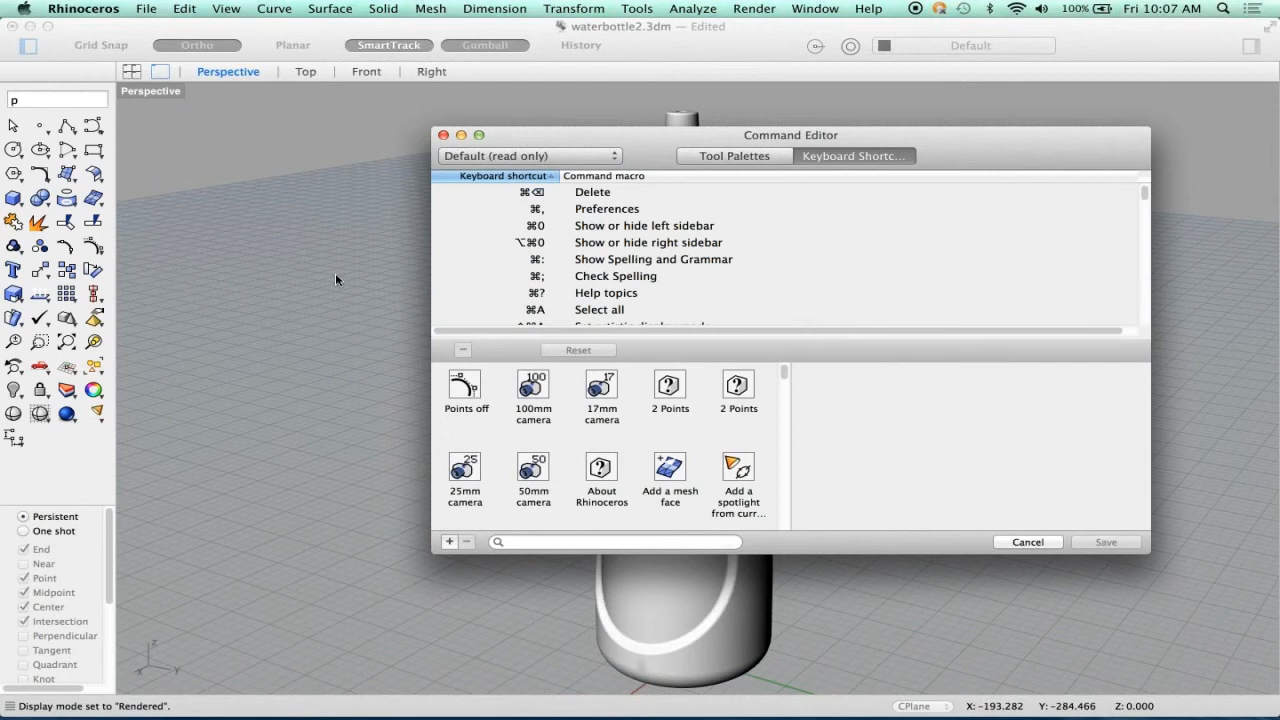 Rhinoceros File Edit View Curve Surface Solid Mesh Dimension Transform Tools Analyze Render Window Help 100% Fri 10:07 AM
waterbottle2.3dm — Edited
Grid Snap Ortho Planar SmartTrack Gumball History Default
Perspective Top Front Right
Perspective
p
Command Editor
Default (read only) Tool Palettes Keyboard Shortc...
Keyboard shortcut Command macro
⌘⌫ Delete
⌘, Preferences
⌘0 Show or hide left sidebar
⌥⌘0 Show or hide right sidebar
⌘: Show Spelling and Grammar
⌘; Check Spelling
⌘? Help topics
⌘A Select all
Reset
100 17
Points off 100mm camera 17mm camera 2 Points 2 Points
25 50
25mm camera 50mm camera About Rhinoceros Add a mesh face Add a spotlight from curr...
Cancel Save
Persistent
One shot
End
Near
Point
Midpoint
Center
Intersection
Perpendicular
Tangent
Quadrant
Knot
z
x Y
Display mode set to "Rendered". CPlane X: -193.282 Y: -284.466 Z: 0.000